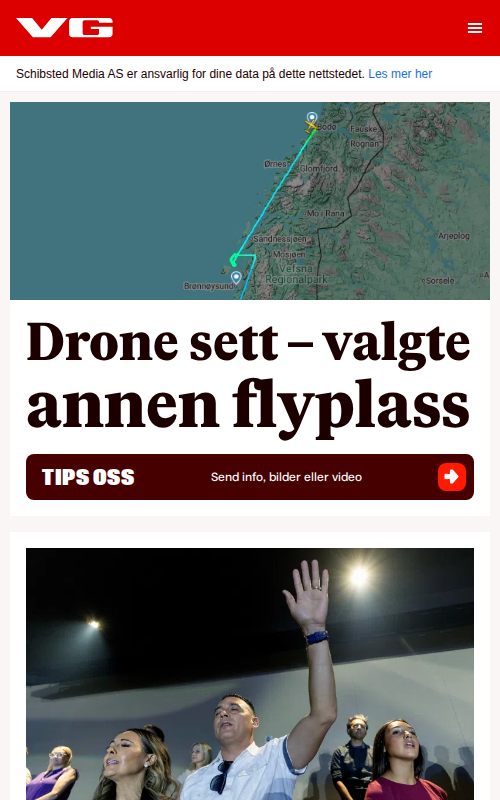 VG
Schibsted Media AS er ansvarlig for dine data på dette nettstedet. Les mer her
Bodø
Fauske
Rognan
Ørnes
Glomfjord
Mo i Rana
Arjeplog
Sandnessjøen
Mosjøen
Vefsna
Regionalpark
Brønnøysund
Sorsele
Drone sett – valgte
annen flyplass
TIPS OSS
Send info, bilder eller video